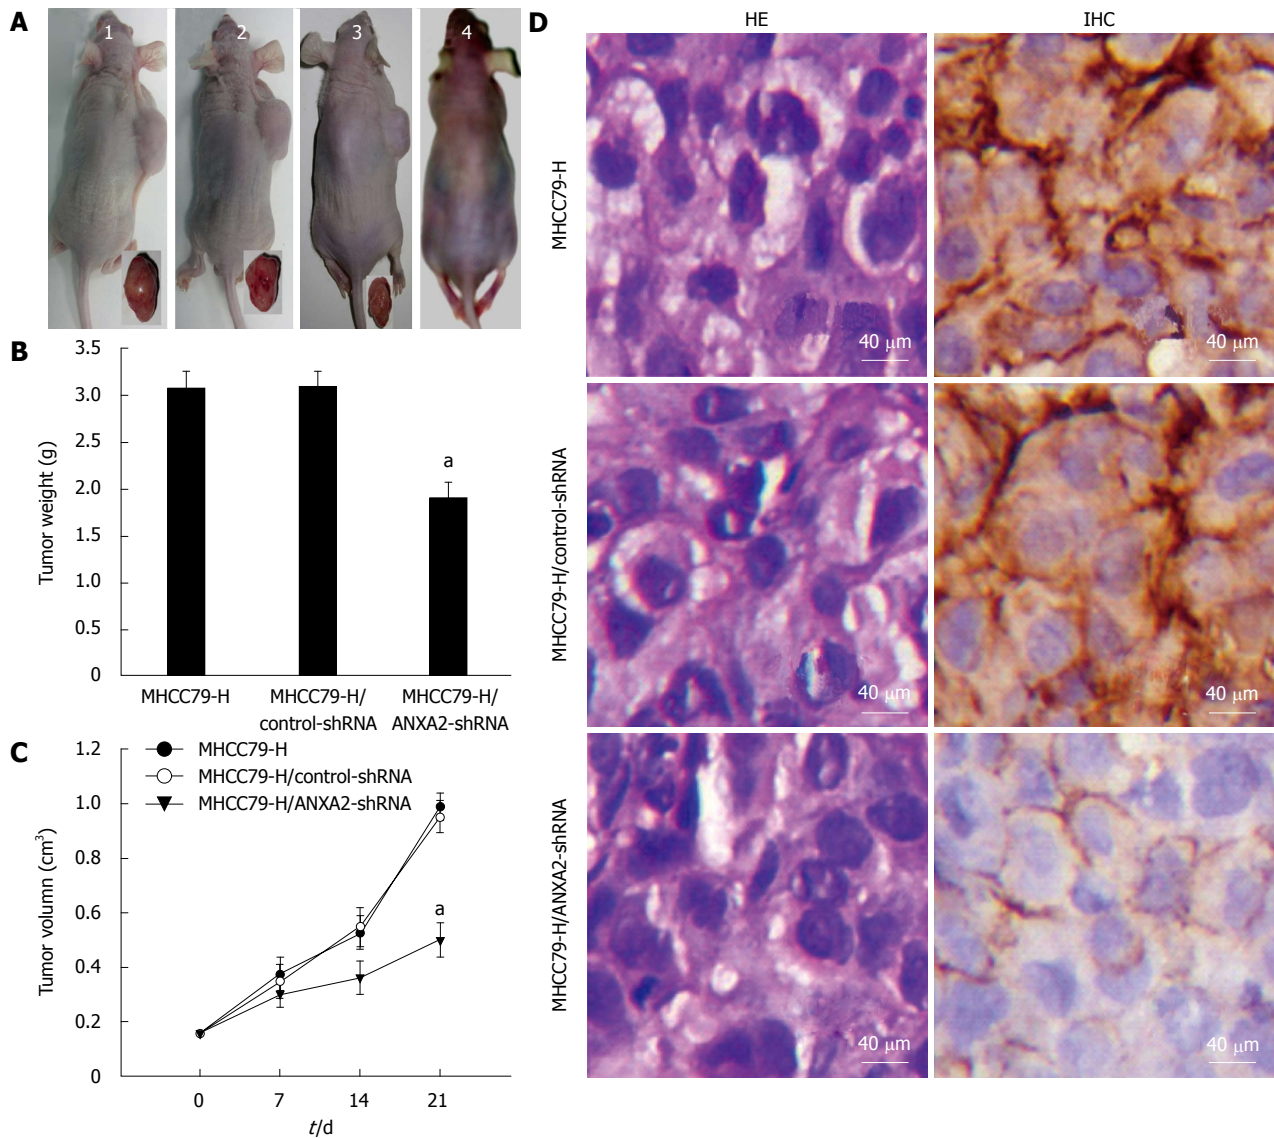 A
1
2
3
4
B
3.5
3.0
2.5
2.0
1.5
1.0
0.5
0
Tumor weight (g)
a
MHCC79-H
MHCC79-H/
control-shRNA
MHCC79-H/
ANXA2-shRNA
C
MHCC79-H
MHCC79-H/control-shRNA
MHCC79-H/ANXA2-shRNA
1.2
1.0
0.8
0.6
0.4
0.2
0
Tumor volumn (cm³)
a
0
7
14
21
t/d
D
HE
IHC
MHCC79-H
40 μm
40 μm
MHCC79-H/control-shRNA
40 μm
40 μm
MHCC79-H/ANXA2-shRNA
40 μm
40 μm